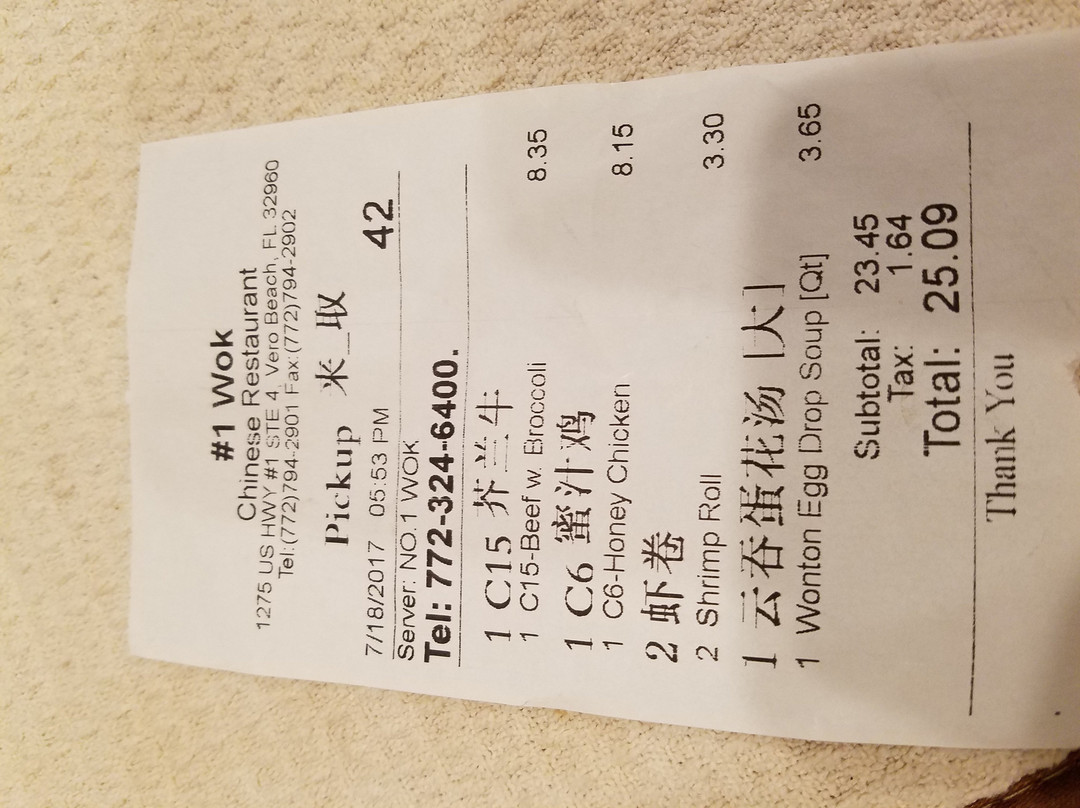 #1 Wok
Chinese Restaurant
1275 US HWY #1 STE 4, Vero Beach, FL 32960
Tel:(772)794-2901 Fax:(772)794-2902
Pickup 米_取
7/18/2017 05:53 PM 42
Server: NO.1 WOK
Tel: 772-324-6400.
1 C15 芥兰牛
1 C15-Beef w. Broccoli 8.35
1 C6 蜜汁鸡
1 C6-Honey Chicken 8.15
2 虾卷
2 Shrimp Roll 3.30
1 云吞蛋花汤 [大]
1 Wonton Egg Drop Soup [Qt] 3.65
Subtotal: 23.45
Tax: 1.64
Total: 25.09
Thank You